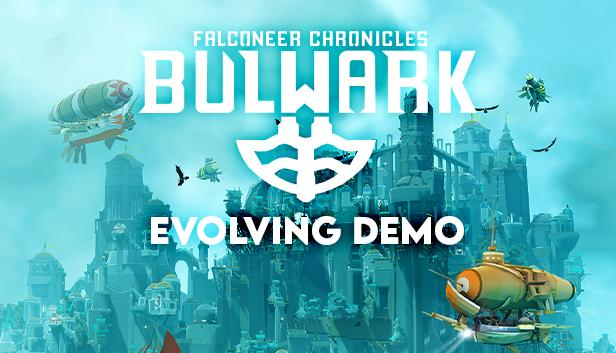 FALCONEER CHRONICLES
BULWARK
EVOLVING DEMO